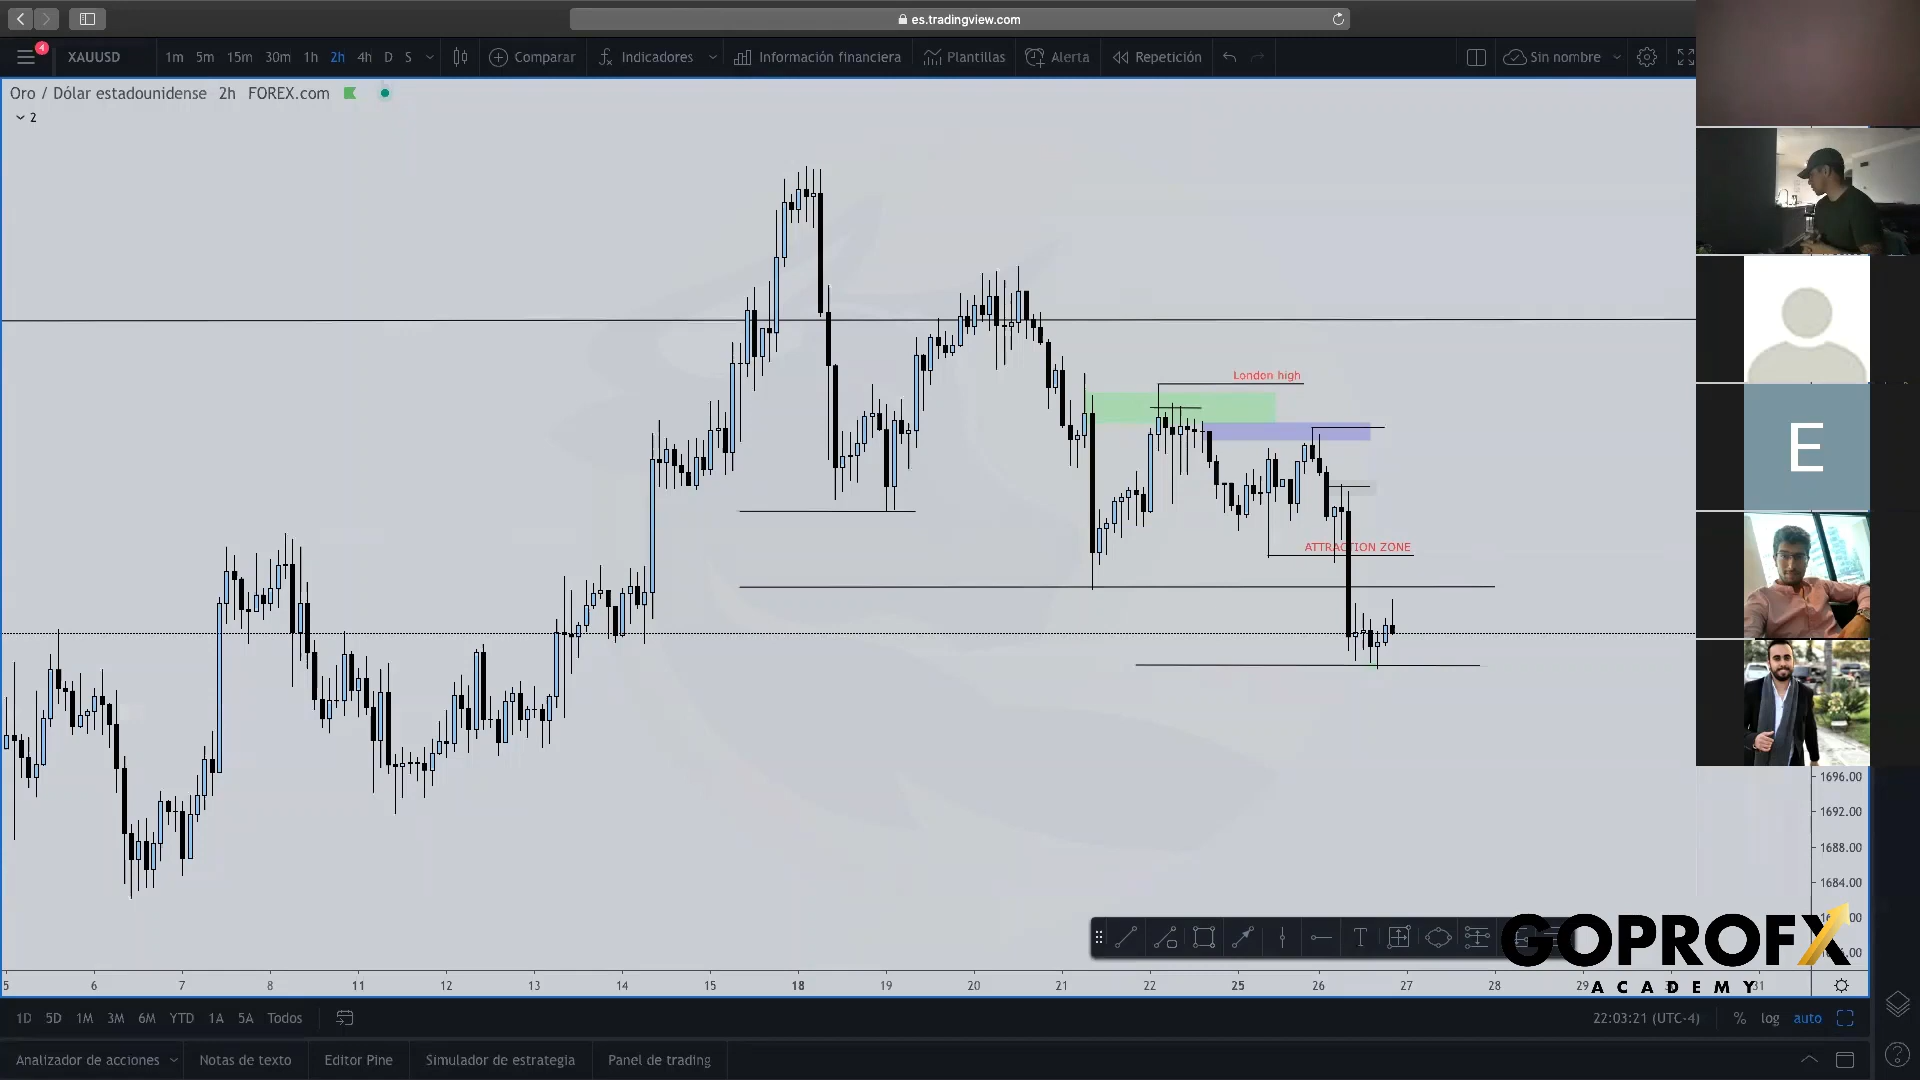 es.tradingview.com
4
XAUUSD 1m 5m 15m 30m 1h 2h 4h D S Comparar Indicadores Información financiera Plantillas Alerta Repetición Sin nombre
Oro / Dólar estadounidense 2h FOREX.com
2
London high
E
ATTRACTION ZONE
1696.00
1692.00
1688.00
1684.00
GOPROFX
ACADEMY
5 6 7 8 11 12 13 14 15 18 19 20 21 22 25 26 27 28 29 31
1D 5D 1M 3M 6M YTD 1A 5A Todos 22:03:21 (UTC-4) % log auto
Analizador de acciones Notas de texto Editor Pine Simulador de estrategia Panel de trading